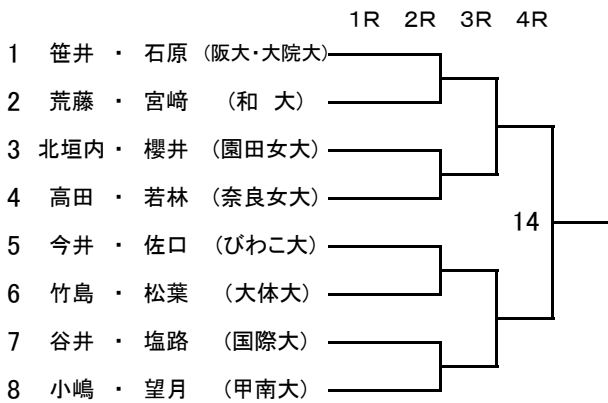 1R 2R 3R 4R
1 笹井 ・ 石原 (阪大・大院大)
2 荒藤 ・ 宮﨑 (和 大)
3 北垣内 ・ 櫻井 (園田女大)
4 高田 ・ 若林 (奈良女大)
14
5 今井 ・ 佐口 (びわこ大)
6 竹島 ・ 松葉 (大体大)
7 谷井 ・ 塩路 (国際大)
8 小嶋 ・ 望月 (甲南大)